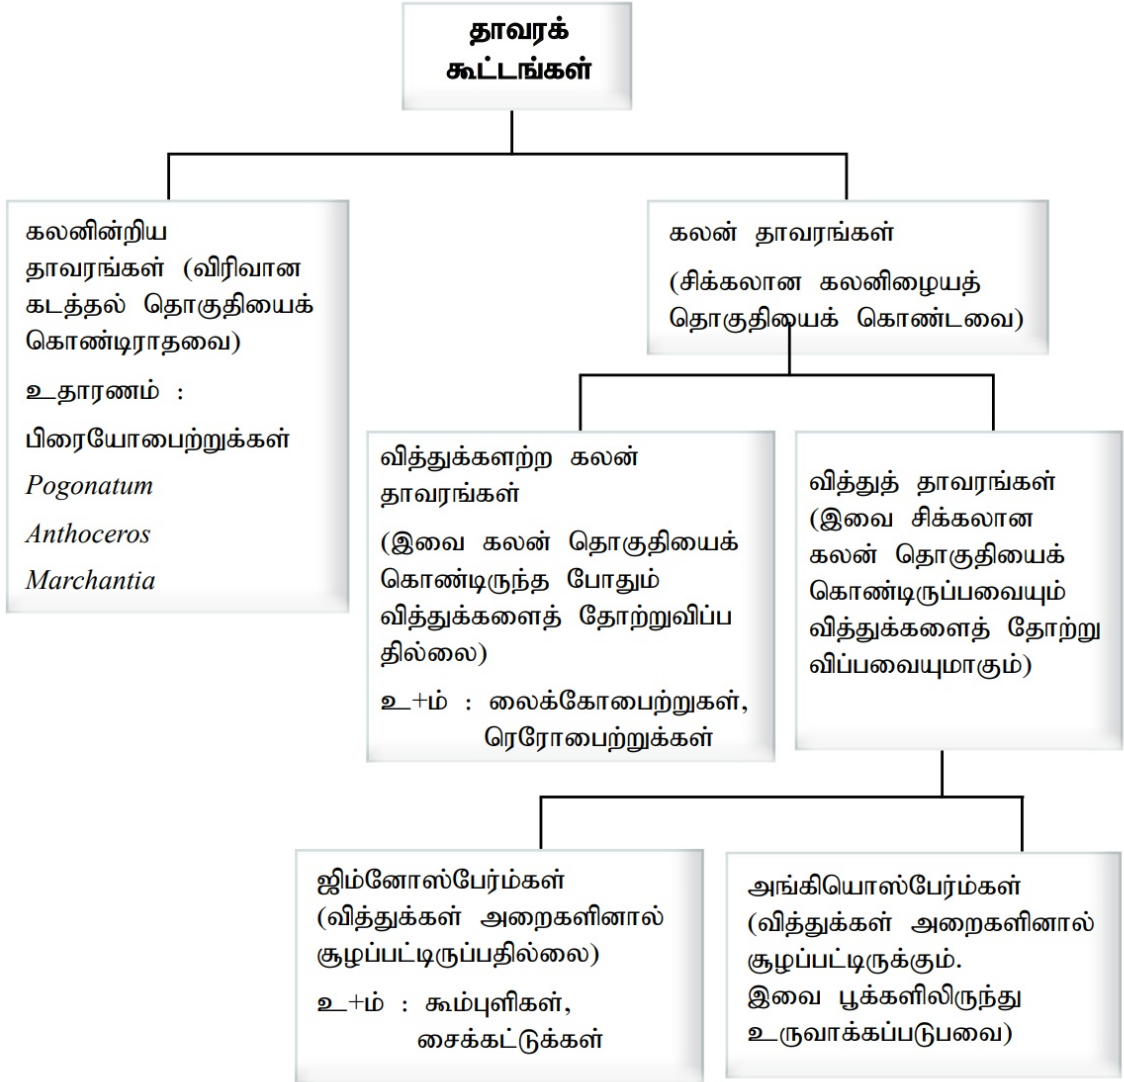 தாவரக்
கூட்டங்கள்
கலனின்றிய
தாவரங்கள் (விரிவான
கடத்தல் தொகுதியைக்
கொண்டிராதவை)
உதாரணம் :
பிரையோபைற்றுக்கள்
Pogonatum
Anthoceros
Marchantia
கலன் தாவரங்கள்
(சிக்கலான கலனிழையத்
தொகுதியைக் கொண்டவை)
வித்துக்களற்ற கலன்
தாவரங்கள்
(இவை கலன் தொகுதியைக்
கொண்டிருந்த போதும்
வித்துக்களைத் தோற்றுவிப்ப
தில்லை)
உ+ம் : லைக்கோபைற்றுகள்,
ரெரோபைற்றுக்கள்
வித்துத் தாவரங்கள்
(இவை சிக்கலான
கலன் தொகுதியைக்
கொண்டிருப்பவையும்
வித்துக்களைத் தோற்று
விப்பவையுமாகும்)
ஜிம்னோஸ்பேர்ம்கள்
(வித்துக்கள் அறைகளினால்
சூழப்பட்டிருப்பதில்லை)
உ+ம் : கூம்புளிகள்,
சைக்கட்டுக்கள்
அங்கியொஸ்பேர்ம்கள்
(வித்துக்கள் அறைகளினால்
சூழப்பட்டிருக்கும்.
இவை பூக்களிலிருந்து
உருவாக்கப்படுபவை)